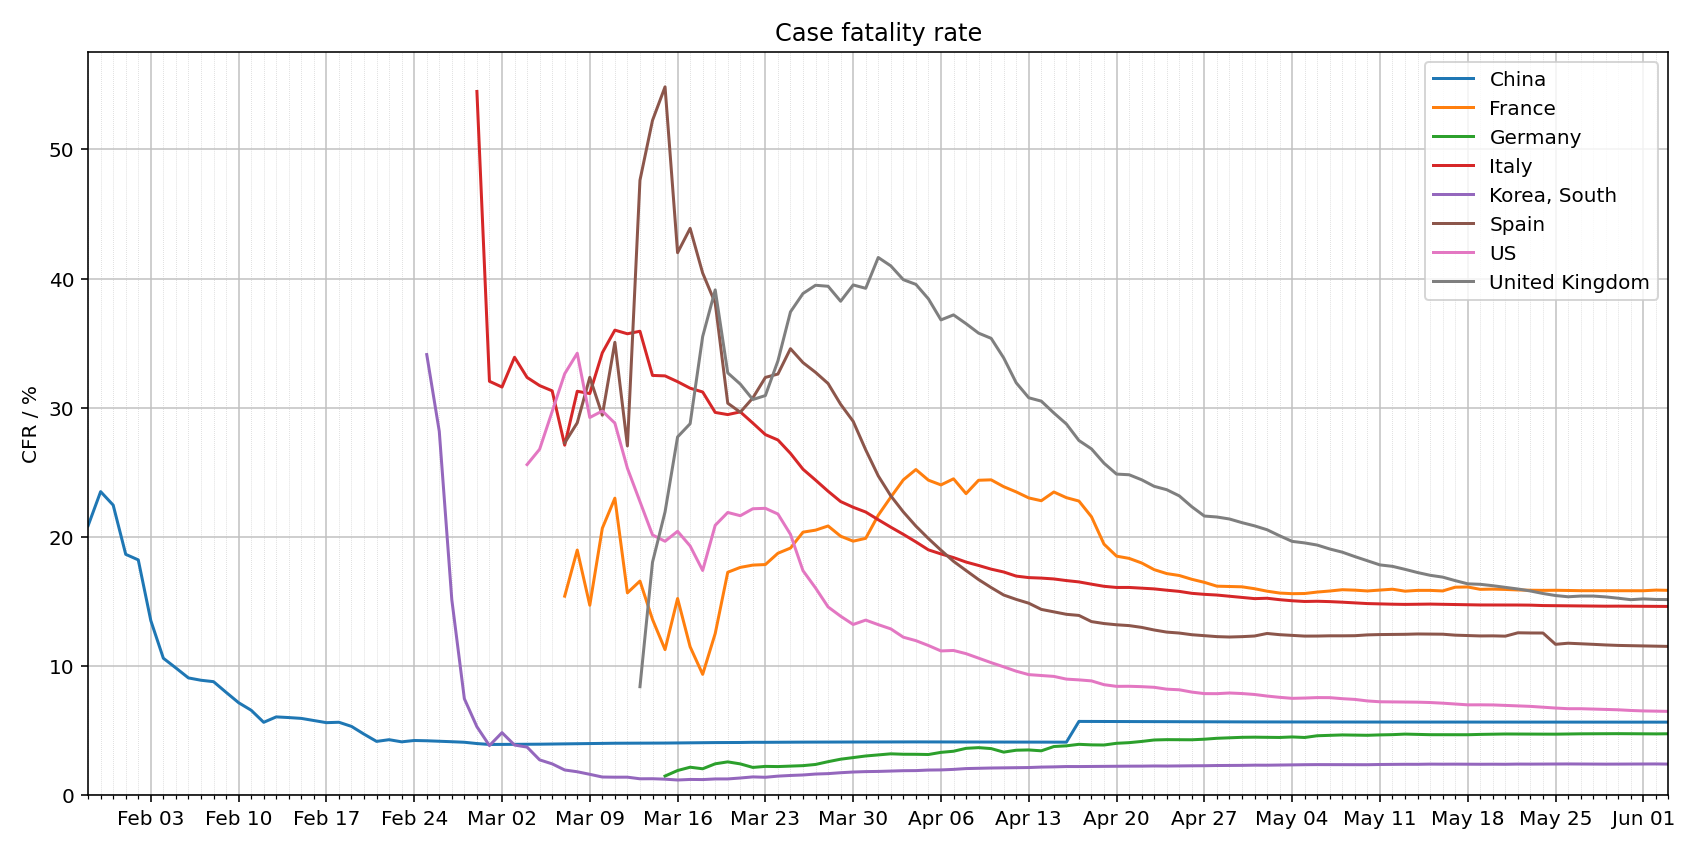 Case fatality rate
CFR / %
50
40
30
20
10
0
China
France
Germany
Italy
Korea, South
Spain
US
United Kingdom
Feb 03 Feb 10 Feb 17 Feb 24 Mar 02 Mar 09 Mar 16 Mar 23 Mar 30 Apr 06 Apr 13 Apr 20 Apr 27 May 04 May 11 May 18 May 25 Jun 01